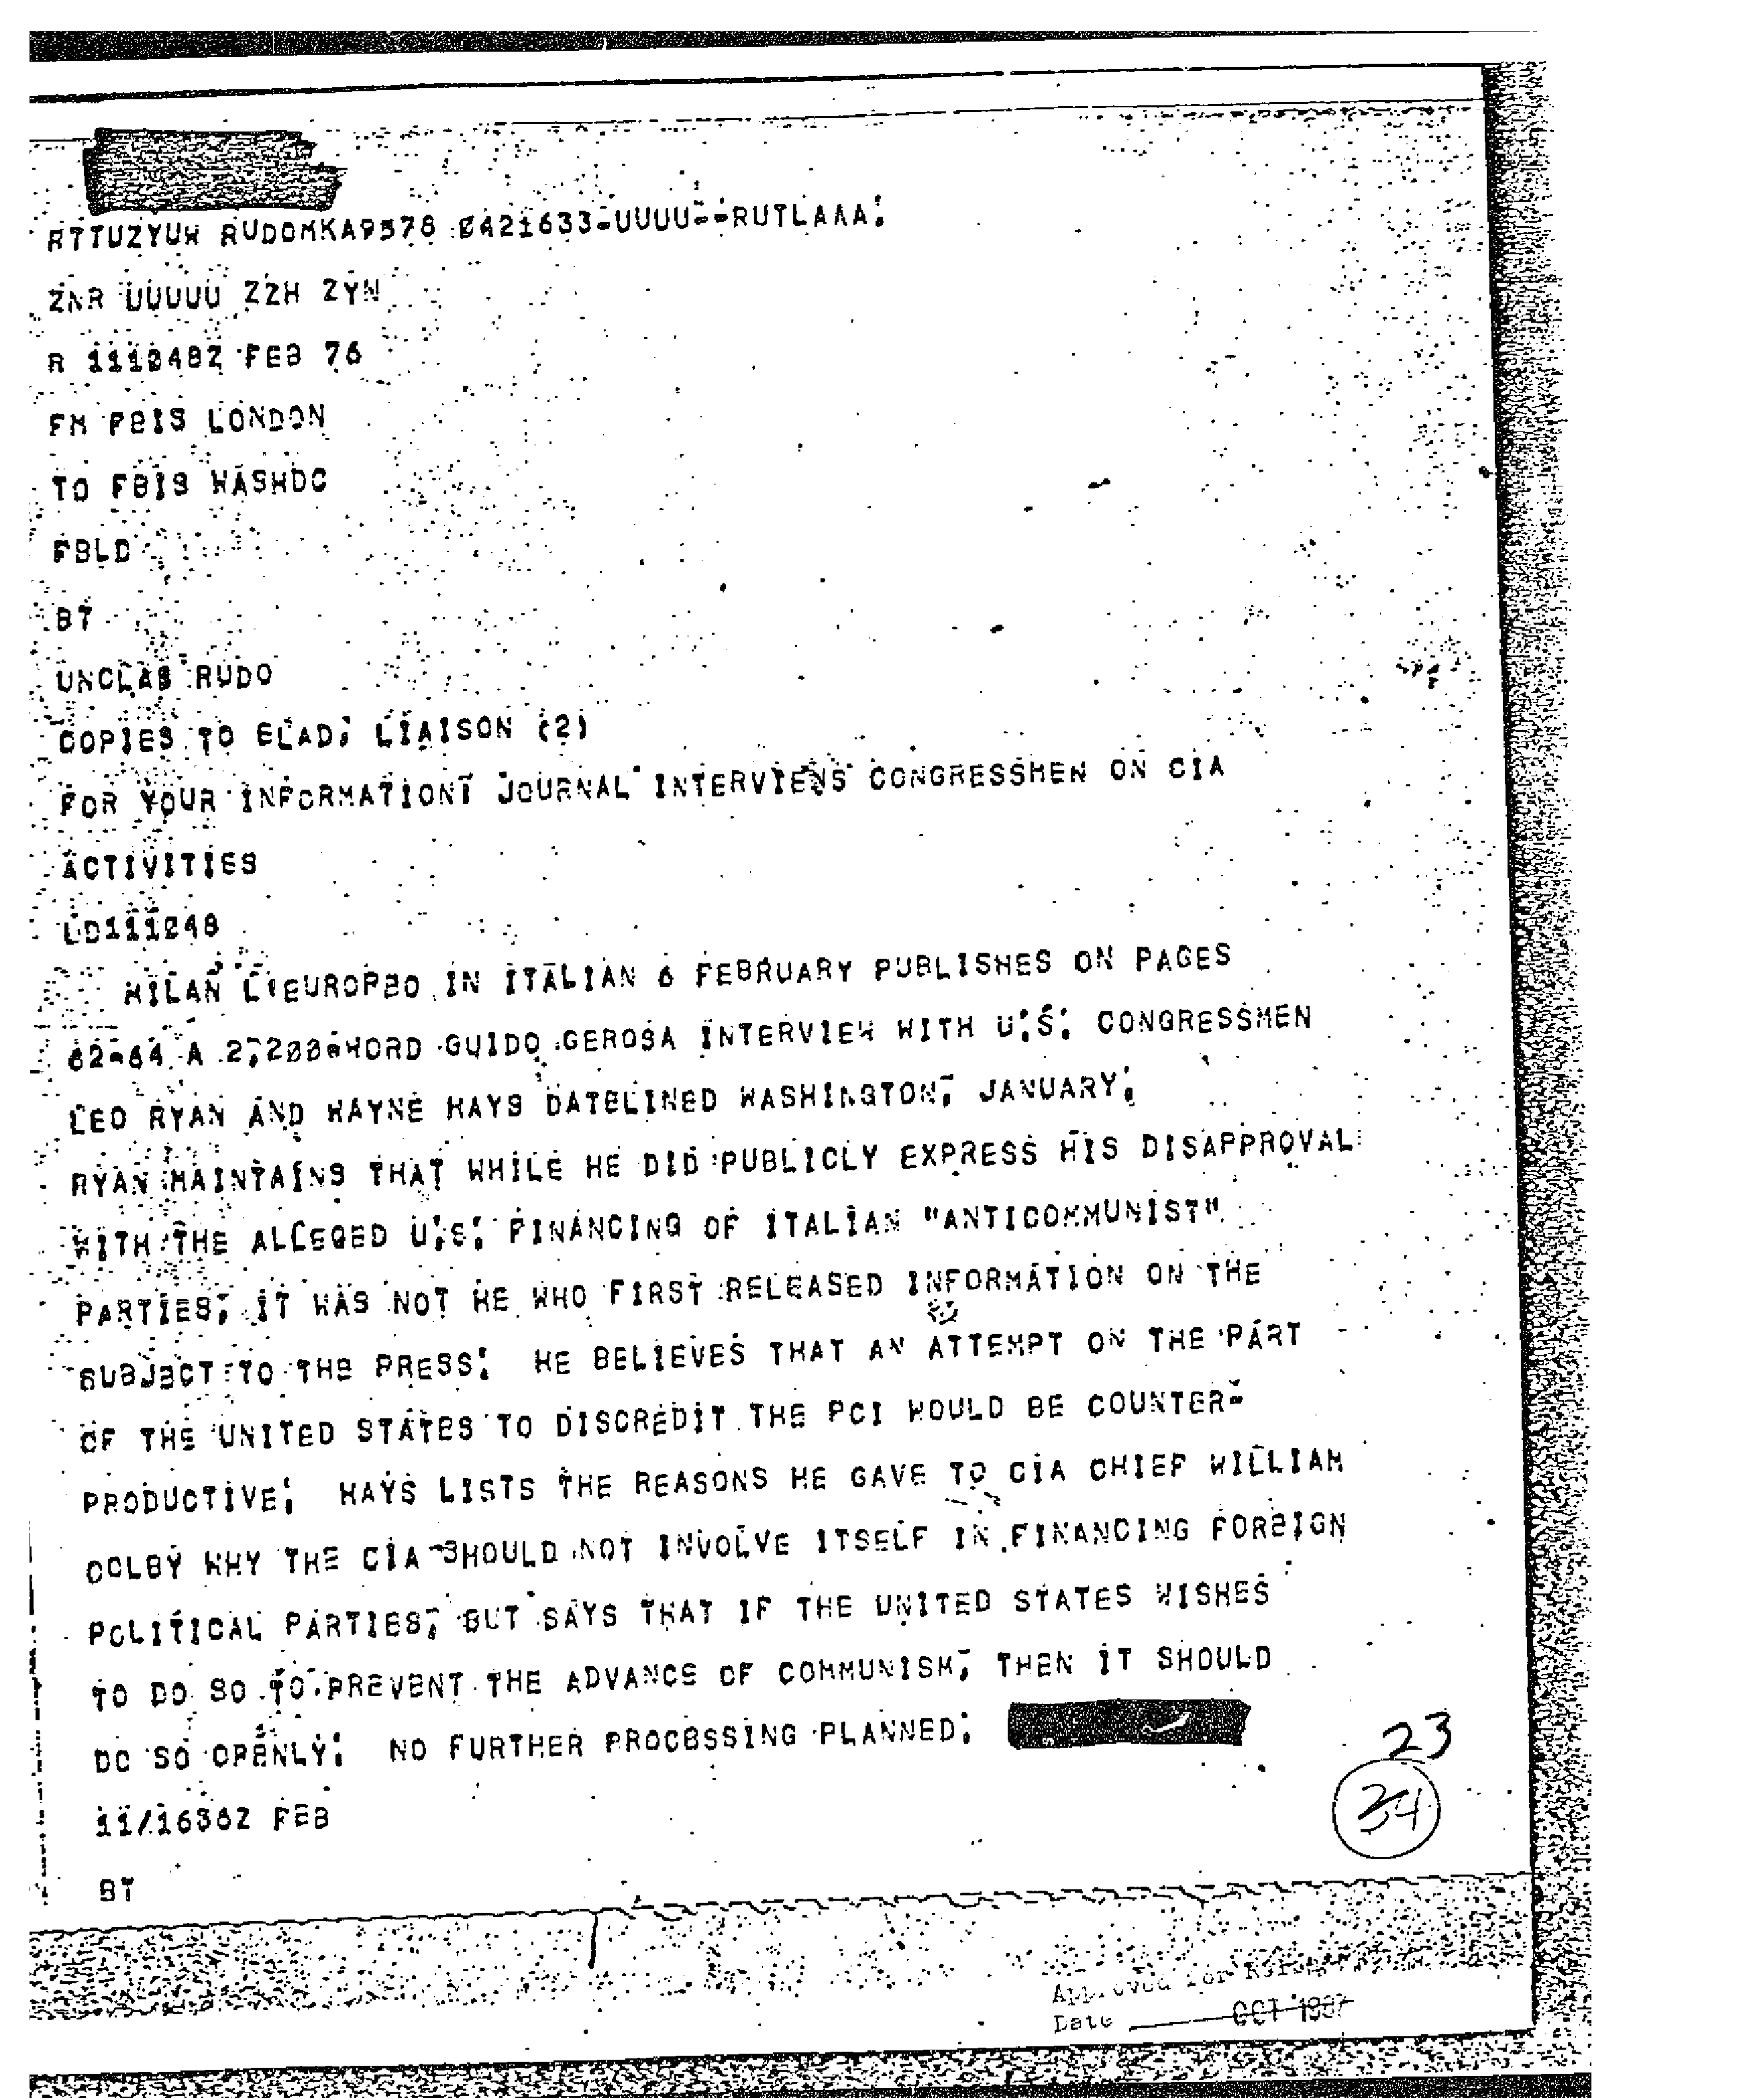 RTTUZYUW RUDOMKA9578 0421633-UUUU--RUTLAAA.
ZNR UUUUU ZZH ZYN
R 111248Z FEB 76
FM FBIS LONDON
TO FBIS WASHDC
FBLD
BT
UNCLAS RUDO
COPIES TO ELAD, LIAISON (2)
FOR YOUR INFORMATION: JOURNAL INTERVIEWS CONGRESSMEN ON CIA
ACTIVITIES
LD111248
MILAN L'EUROPEO IN ITALIAN 6 FEBRUARY PUBLISHES ON PAGES
62-64 A 2,200-WORD GUIDO GEROSA INTERVIEW WITH U.S. CONGRESSMEN
LEO RYAN AND WAYNE HAYS DATELINED WASHINGTON, JANUARY.
RYAN MAINTAINS THAT WHILE HE DID PUBLICLY EXPRESS HIS DISAPPROVAL
WITH THE ALLEGED U.S. FINANCING OF ITALIAN "ANTICOMMUNIST"
PARTIES, IT WAS NOT HE WHO FIRST RELEASED INFORMATION ON THE
SUBJECT TO THE PRESS. HE BELIEVES THAT AN ATTEMPT ON THE PART
OF THE UNITED STATES TO DISCREDIT THE PCI WOULD BE COUNTER-
PRODUCTIVE. HAYS LISTS THE REASONS HE GAVE TO CIA CHIEF WILLIAM
COLBY WHY THE CIA SHOULD NOT INVOLVE ITSELF IN FINANCING FOREIGN
POLITICAL PARTIES, BUT SAYS THAT IF THE UNITED STATES WISHES
TO DO SO TO PREVENT THE ADVANCE OF COMMUNISM, THEN IT SHOULD
DO SO OPENLY. NO FURTHER PROCESSING PLANNED.
23
34
11/1636Z FEB
BT
Approved for
Date OCT 1987